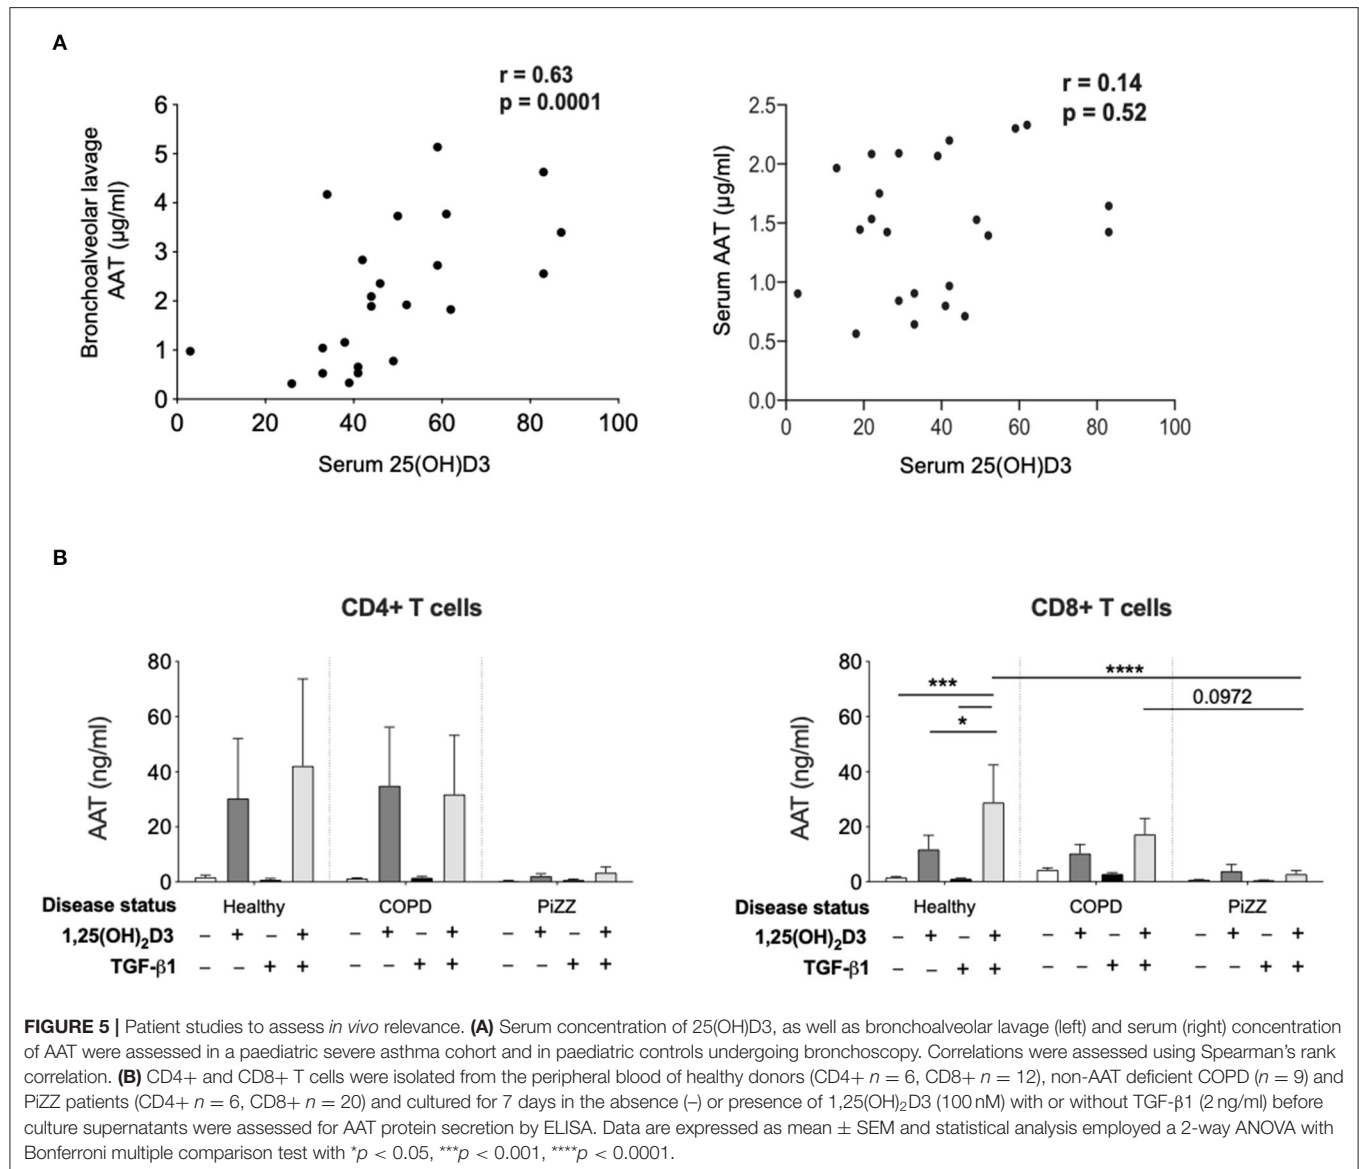 A
r = 0.63
p = 0.0001
Bronchoalveolar lavage
AAT (µg/ml)
6
5
4
3
2
1
0
0 20 40 60 80 100
Serum 25(OH)D3
r = 0.14
p = 0.52
Serum AAT (µg/ml)
2.5
2.0
1.5
1.0
0.5
0.0
0 20 40 60 80 100
Serum 25(OH)D3
B
CD4+ T cells
AAT (ng/ml)
80
60
40
20
0
Disease status Healthy COPD PiZZ
1,25(OH)₂D3 – + – + – + – + – + – +
TGF-β1 – – + + – – + + – – + +
CD8+ T cells
AAT (ng/ml)
80
60
40
20
0
***
*
****
0.0972
Disease status Healthy COPD PiZZ
1,25(OH)₂D3 – + – + – + – + – + – +
TGF-β1 – – + + – – + + – – + +
FIGURE 5 | Patient studies to assess in vivo relevance. (A) Serum concentration of 25(OH)D3, as well as bronchoalveolar lavage (left) and serum (right) concentration
of AAT were assessed in a paediatric severe asthma cohort and in paediatric controls undergoing bronchoscopy. Correlations were assessed using Spearman's rank
correlation. (B) CD4+ and CD8+ T cells were isolated from the peripheral blood of healthy donors (CD4+ n = 6, CD8+ n = 12), non-AAT deficient COPD (n = 9) and
PiZZ patients (CD4+ n = 6, CD8+ n = 20) and cultured for 7 days in the absence (–) or presence of 1,25(OH)₂D3 (100 nM) with or without TGF-β1 (2 ng/ml) before
culture supernatants were assessed for AAT protein secretion by ELISA. Data are expressed as mean ± SEM and statistical analysis employed a 2-way ANOVA with
Bonferroni multiple comparison test with *p < 0.05, ***p < 0.001, ****p < 0.0001.